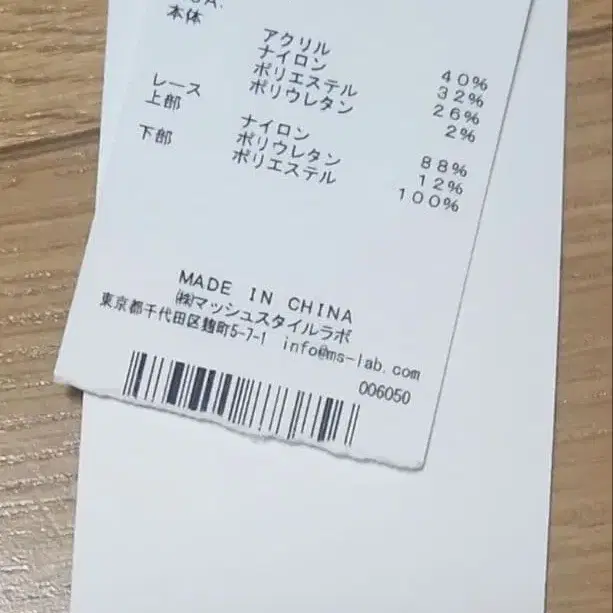 本体
アクリル 40%
ナイロン 32%
ポリエステル 26%
ポリウレタン 2%
レース
上部 ナイロン 88%
ポリウレタン 12%
下部 ポリエステル 100%
MADE IN CHINA
㈱マッシュスタイルラボ
東京都千代田区麹町5-7-1 info@ms-lab.com
006050